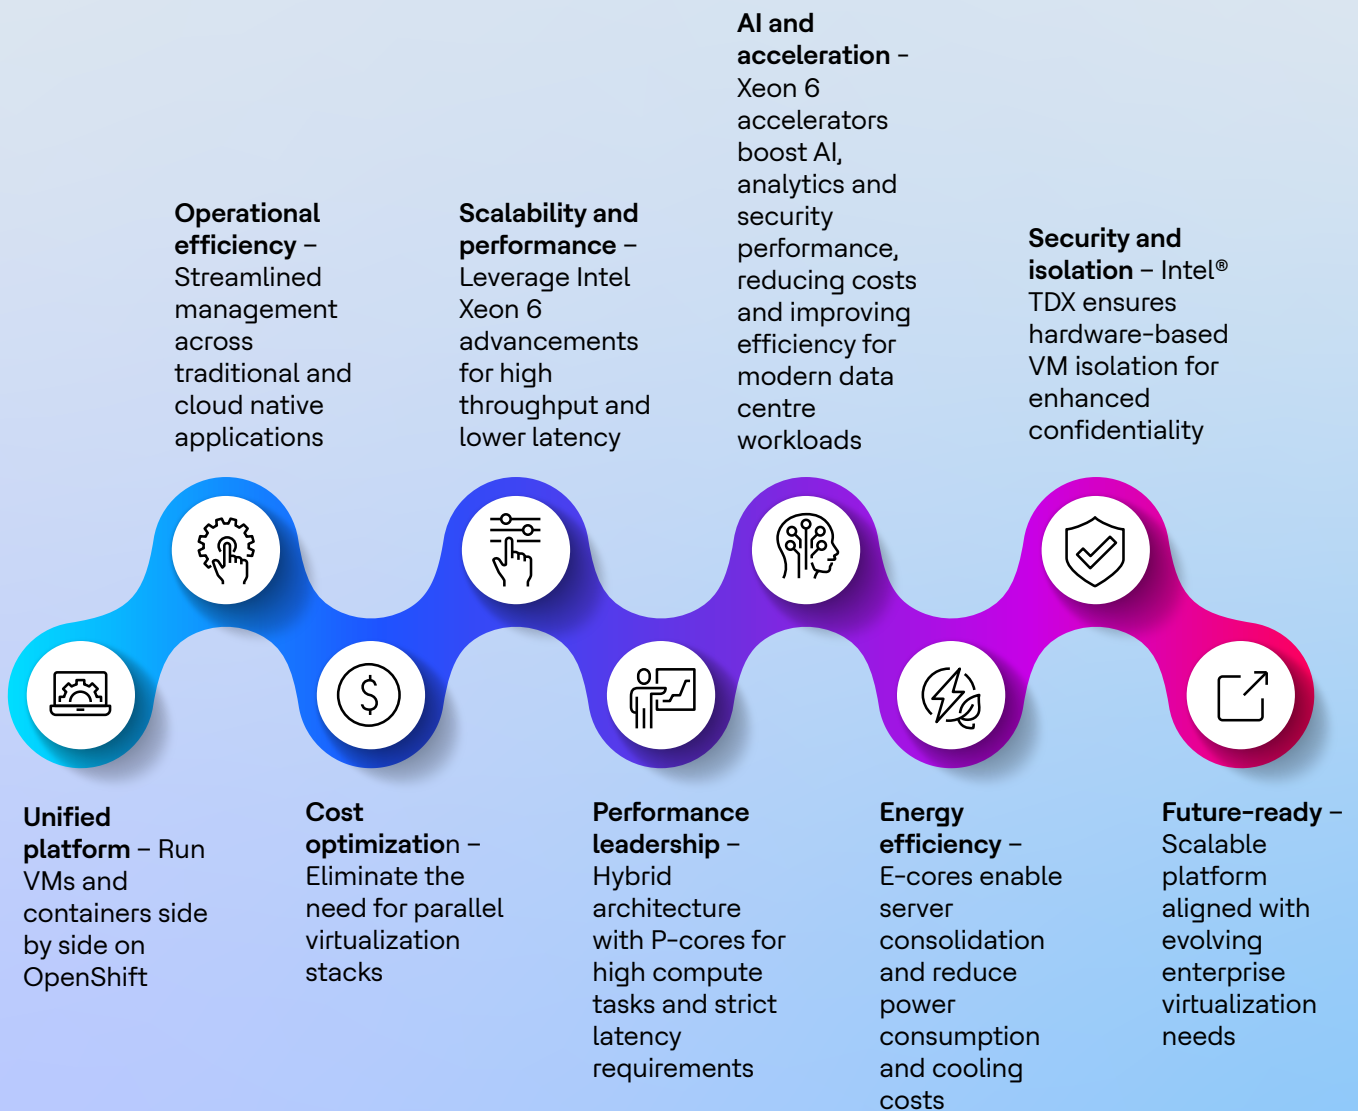 Unified
platform – Run
VMs and
containers side
by side on
OpenShift
Operational
efficiency –
Streamlined
management
across
traditional and
cloud native
applications
Cost
optimization –
Eliminate the
need for parallel
virtualization
stacks
Scalability and
performance –
Leverage Intel
Xeon 6
advancements
for high
throughput and
lower latency
Performance
leadership –
Hybrid
architecture
with P-cores for
high compute
tasks and strict
latency
requirements
AI and
acceleration –
Xeon 6
accelerators
boost AI,
analytics and
security
performance,
reducing costs
and improving
efficiency for
modern data
centre
workloads
Energy
efficiency –
E-cores enable
server
consolidation
and reduce
power
consumption
and cooling
costs
Security and
isolation – Intel®
TDX ensures
hardware-based
VM isolation for
enhanced
confidentiality
Future-ready –
Scalable
platform
aligned with
evolving
enterprise
virtualization
needs
$